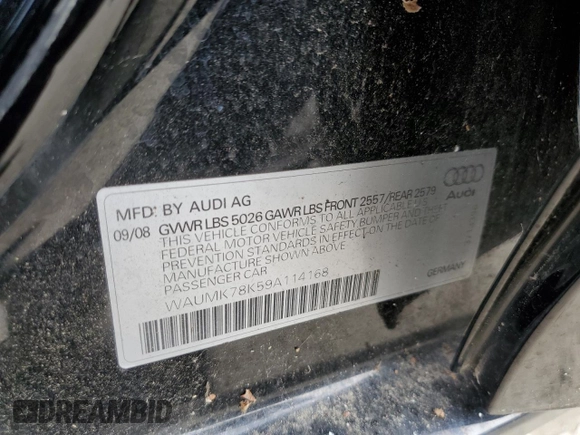 MFD. BY AUDI AG
09/08 GVWR LBS 5026 GAWR LBS FRONT 2557/REAR 2579
THIS VEHICLE CONFORMS TO ALL APPLICABLE U.S.
FEDERAL MOTOR VEHICLE SAFETY BUMPER AND THEFT
PREVENTION STANDARDS IN EFFECT ON THE DATE OF
MANUFACTURE SHOWN ABOVE.
PASSENGER CAR
WAUMK78K59A114168
Audi
GERMANY
DREAMBID